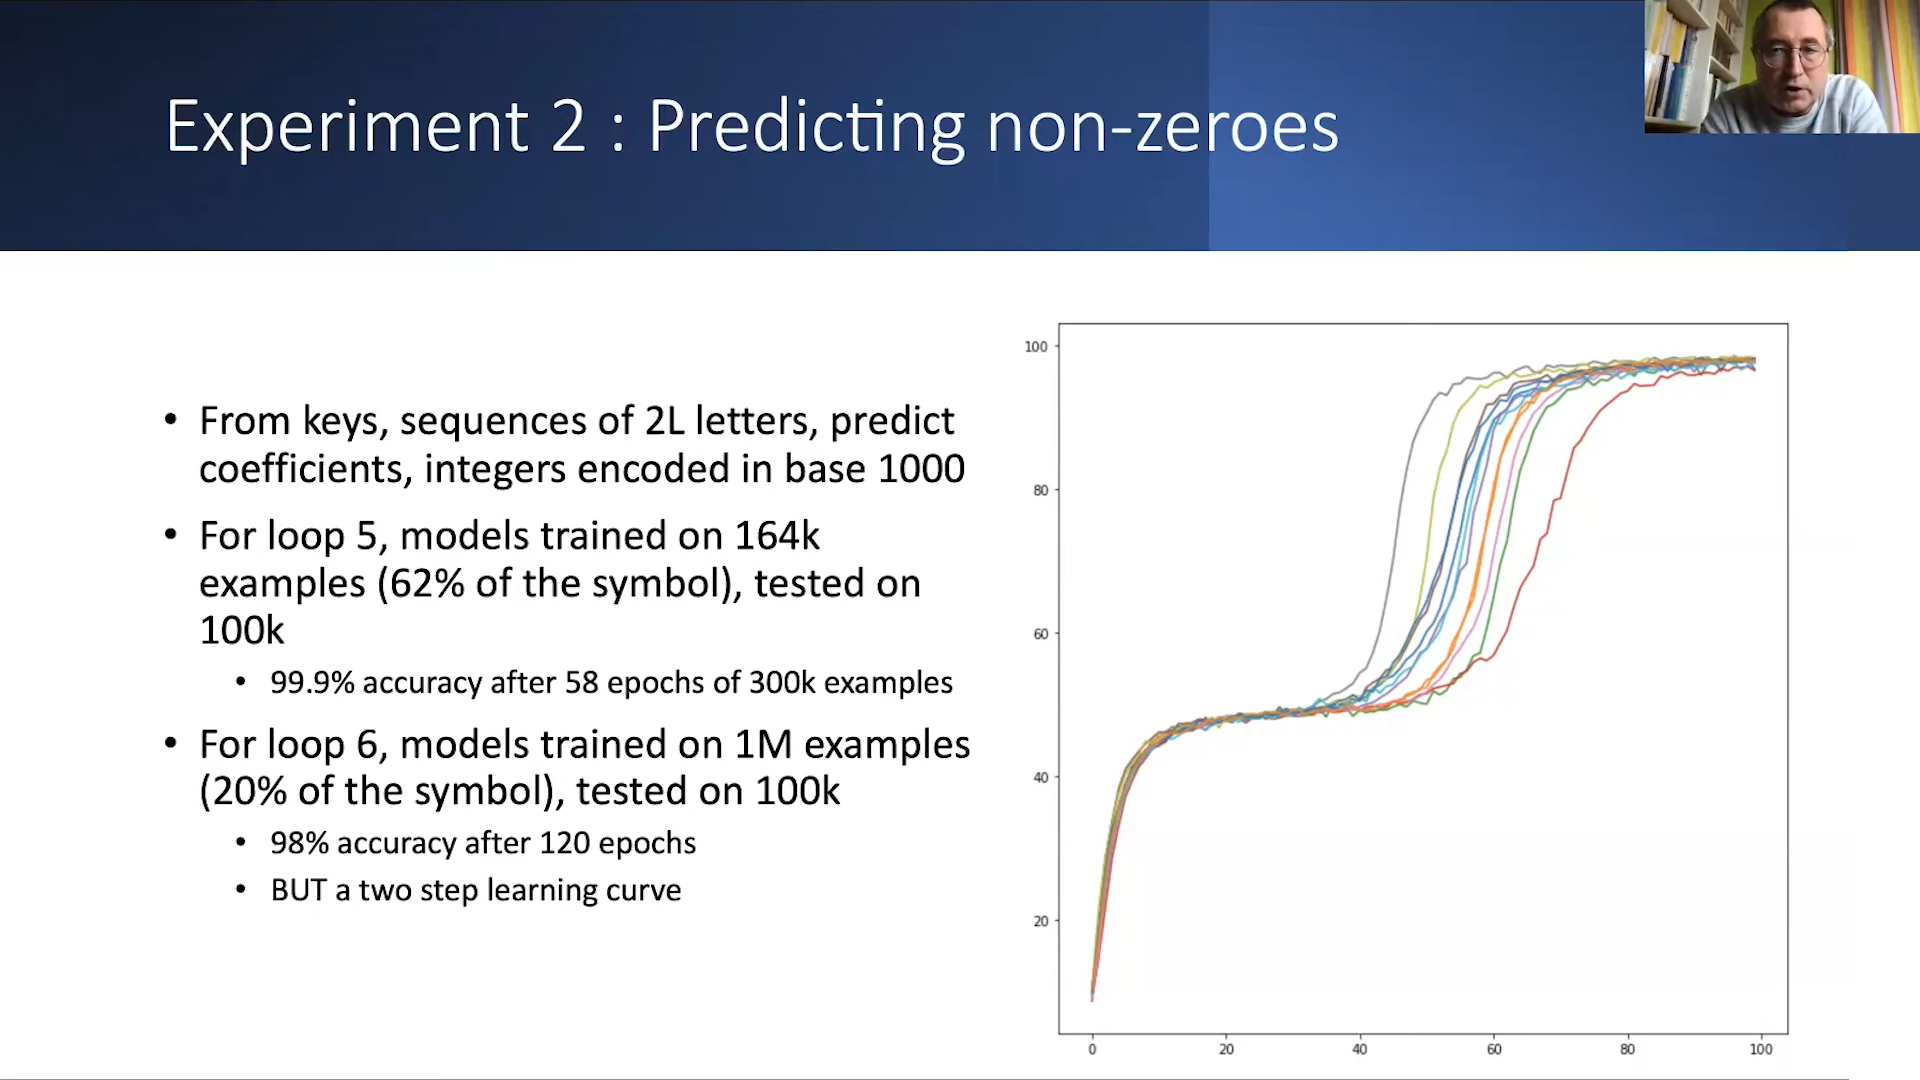 Experiment 2 : Predicting non-zeroes
• From keys, sequences of 2L letters, predict
coefficients, integers encoded in base 1000
• For loop 5, models trained on 164k
examples (62% of the symbol), tested on
100k
• 99.9% accuracy after 58 epochs of 300k examples
• For loop 6, models trained on 1M examples
(20% of the symbol), tested on 100k
• 98% accuracy after 120 epochs
• BUT a two step learning curve
100
80
60
40
20
0 20 40 60 80 100